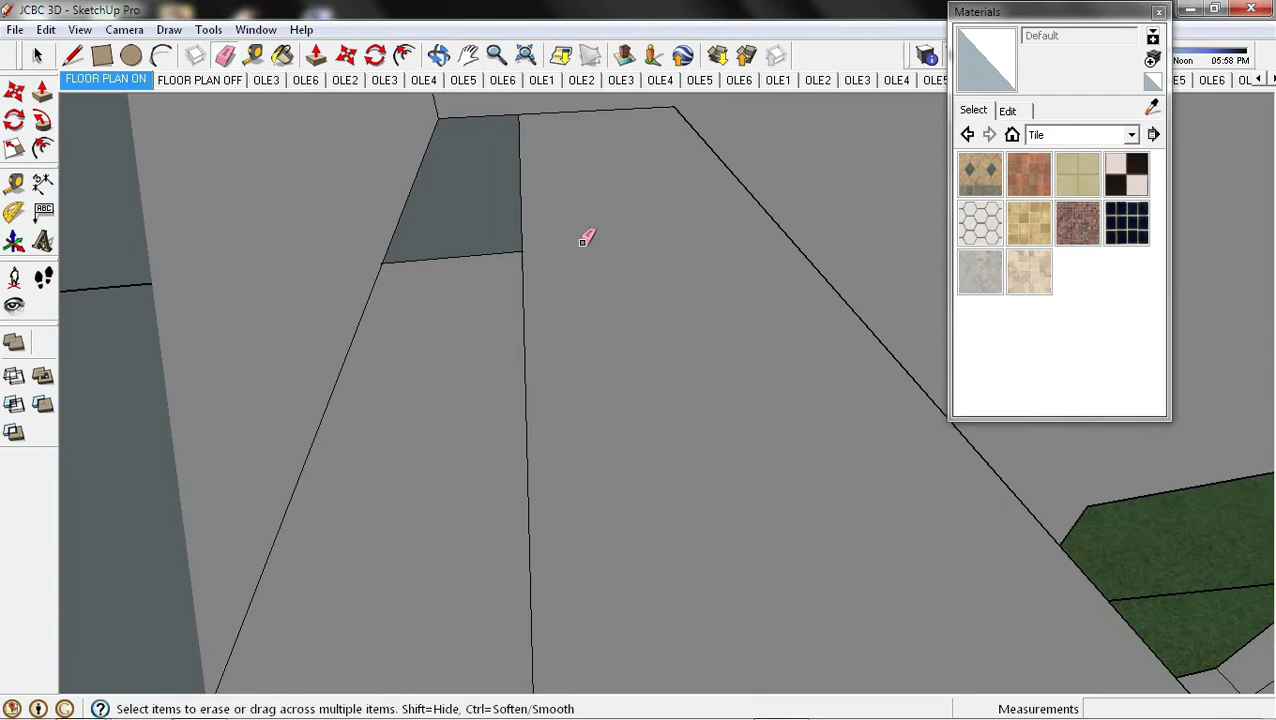 JCBC 3D - SketchUp Pro
Materials
File Edit View Camera Draw Tools Window Help
Default
FLOOR PLAN ON FLOOR PLAN OFF OLE3 OLE6 OLE2 OLE3 OLE4 OLE5 OLE6 OLE1 OLE2 OLE3 OLE4 OLE5 OLE6 OLE1 OLE2 OLE3 OLE4 OLE5
Noon 05:58 PM
E5 OLE6 OL
Select Edit
Tile
ABC
Select items to erase or drag across multiple items. Shift=Hide, Ctrl=Soften/Smooth
Measurements